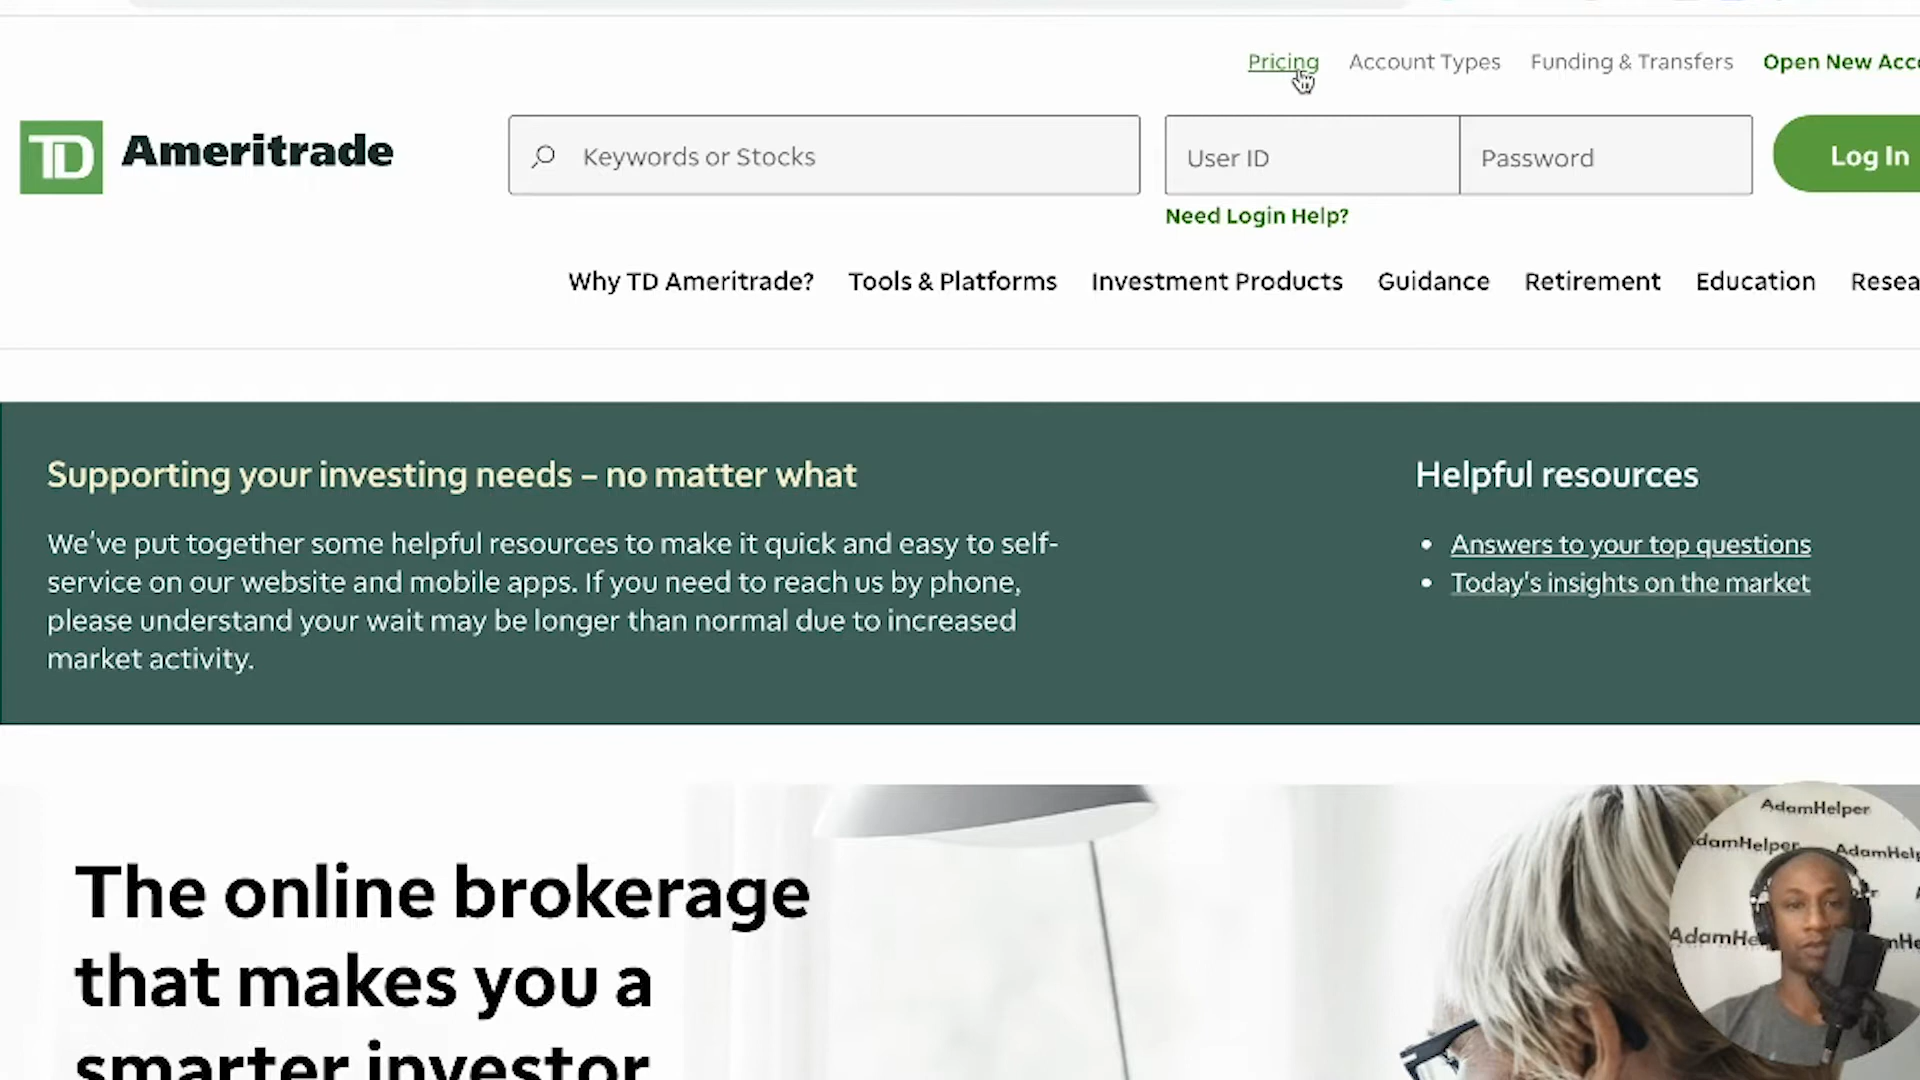 Pricing Account Types Funding & Transfers Open New Acco
TD Ameritrade
Keywords or Stocks
User ID
Password
Log In
Need Login Help?
Why TD Ameritrade? Tools & Platforms Investment Products Guidance Retirement Education Resea
Supporting your investing needs – no matter what
We've put together some helpful resources to make it quick and easy to self-
service on our website and mobile apps. If you need to reach us by phone,
please understand your wait may be longer than normal due to increased
market activity.
Helpful resources
• Answers to your top questions
• Today's insights on the market
The online brokerage
that makes you a
smarter investor
AdamHelper
damHelper AdamHelp
AdamHe nHe